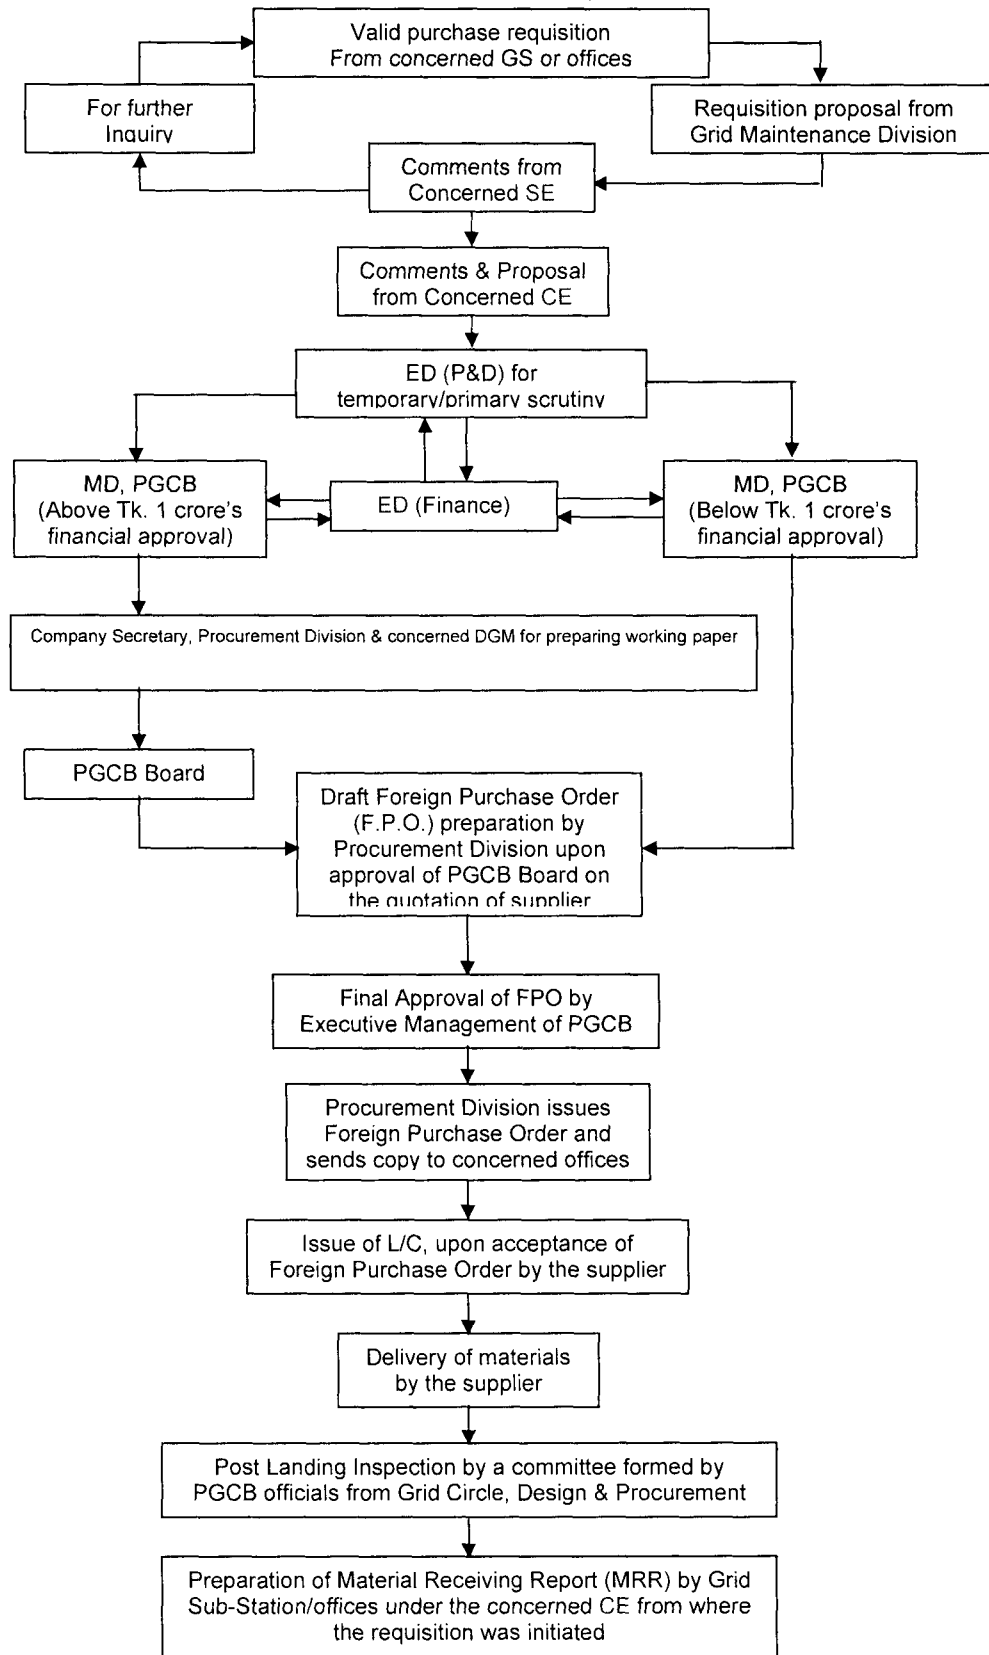 Valid purchase requisition
From concerned GS or offices
For further
Inquiry
Requisition proposal from
Grid Maintenance Division
Comments from
Concerned SE
Comments & Proposal
from Concerned CE
ED (P&D) for
temporary/primary scrutiny
MD, PGCB
(Above Tk. 1 crore's
financial approval)
ED (Finance)
MD, PGCB
(Below Tk. 1 crore's
financial approval)
Company Secretary, Procurement Division & concerned DGM for preparing working paper
PGCB Board
Draft Foreign Purchase Order
(F.P.O.) preparation by
Procurement Division upon
approval of PGCB Board on
the quotation of supplier
Final Approval of FPO by
Executive Management of PGCB
Procurement Division issues
Foreign Purchase Order and
sends copy to concerned offices
Issue of L/C, upon acceptance of
Foreign Purchase Order by the supplier
Delivery of materials
by the supplier
Post Landing Inspection by a committee formed by
PGCB officials from Grid Circle, Design & Procurement
Preparation of Material Receiving Report (MRR) by Grid
Sub-Station/offices under the concerned CE from where
the requisition was initiated